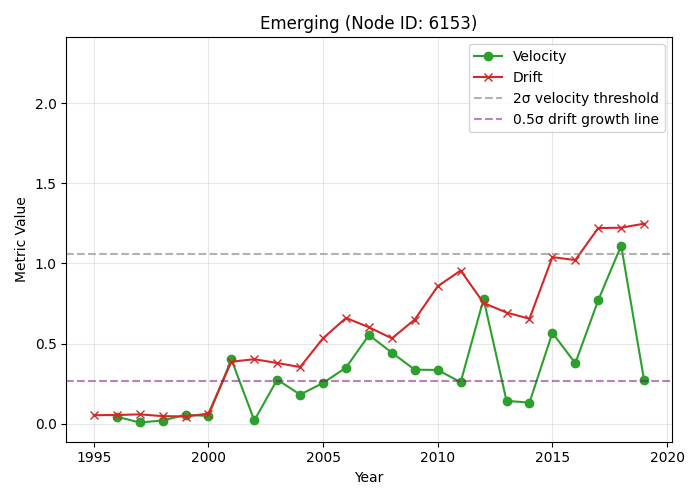 Emerging (Node ID: 6153)
Velocity
Drift
2σ velocity threshold
0.5σ drift growth line
Metric Value
2.0
1.5
1.0
0.5
0.0
1995 2000 2005 2010 2015 2020
Year